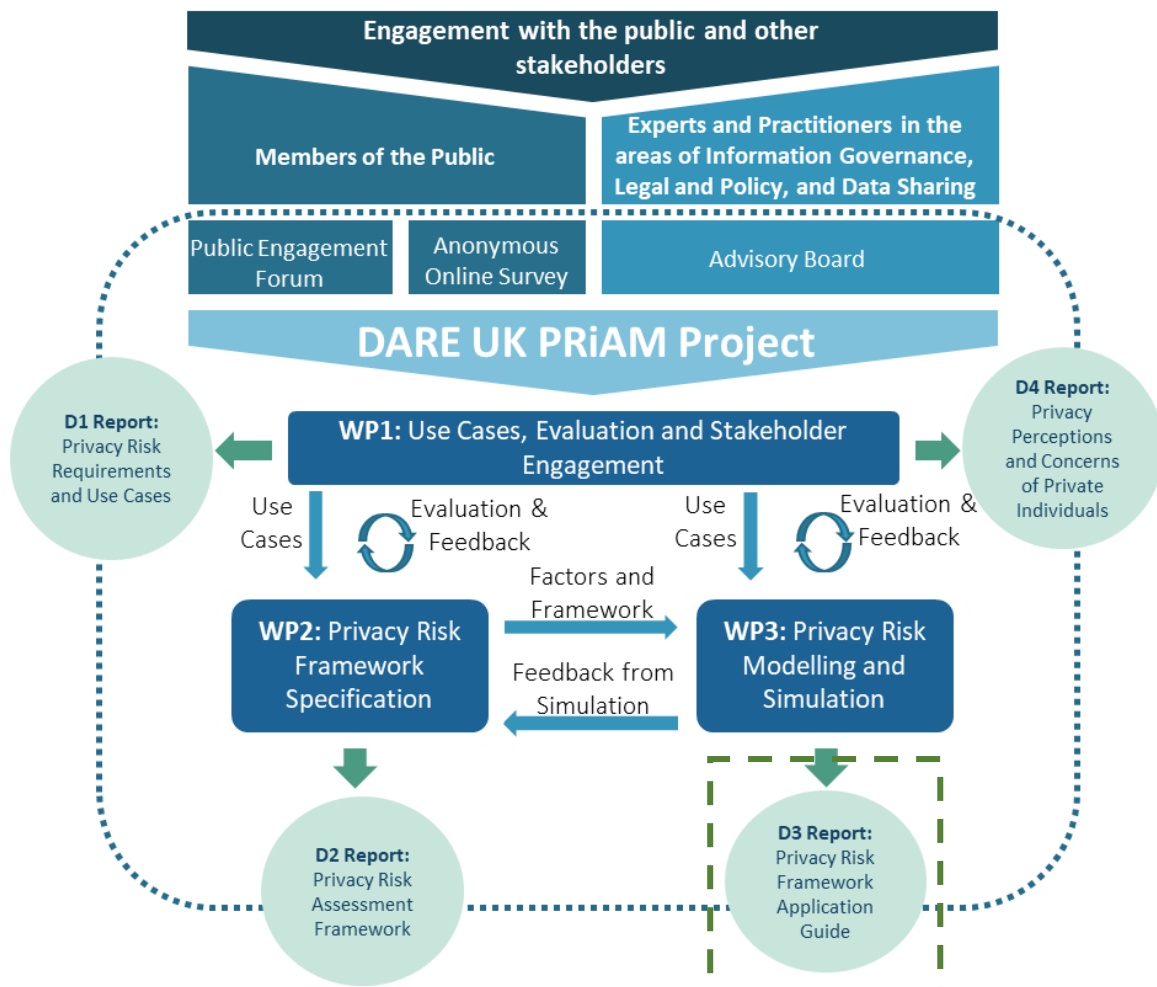 Engagement with the public and other
stakeholders
Members of the Public
Experts and Practitioners in the
areas of Information Governance,
Legal and Policy, and Data Sharing
Public Engagement
Forum
Anonymous
Online Survey
Advisory Board
DARE UK PRiAM Project
D1 Report:
Privacy Risk
Requirements
and Use Cases
WP1: Use Cases, Evaluation and Stakeholder
Engagement
D4 Report:
Privacy
Perceptions
and Concerns
of Private
Individuals
Use
Cases
Evaluation &
Feedback
Use
Cases
Evaluation &
Feedback
Factors and
Framework
WP2: Privacy Risk
Framework
Specification
Feedback from
Simulation
WP3: Privacy Risk
Modelling and
Simulation
D2 Report:
Privacy Risk
Assessment
Framework
D3 Report:
Privacy Risk
Framework
Application
Guide